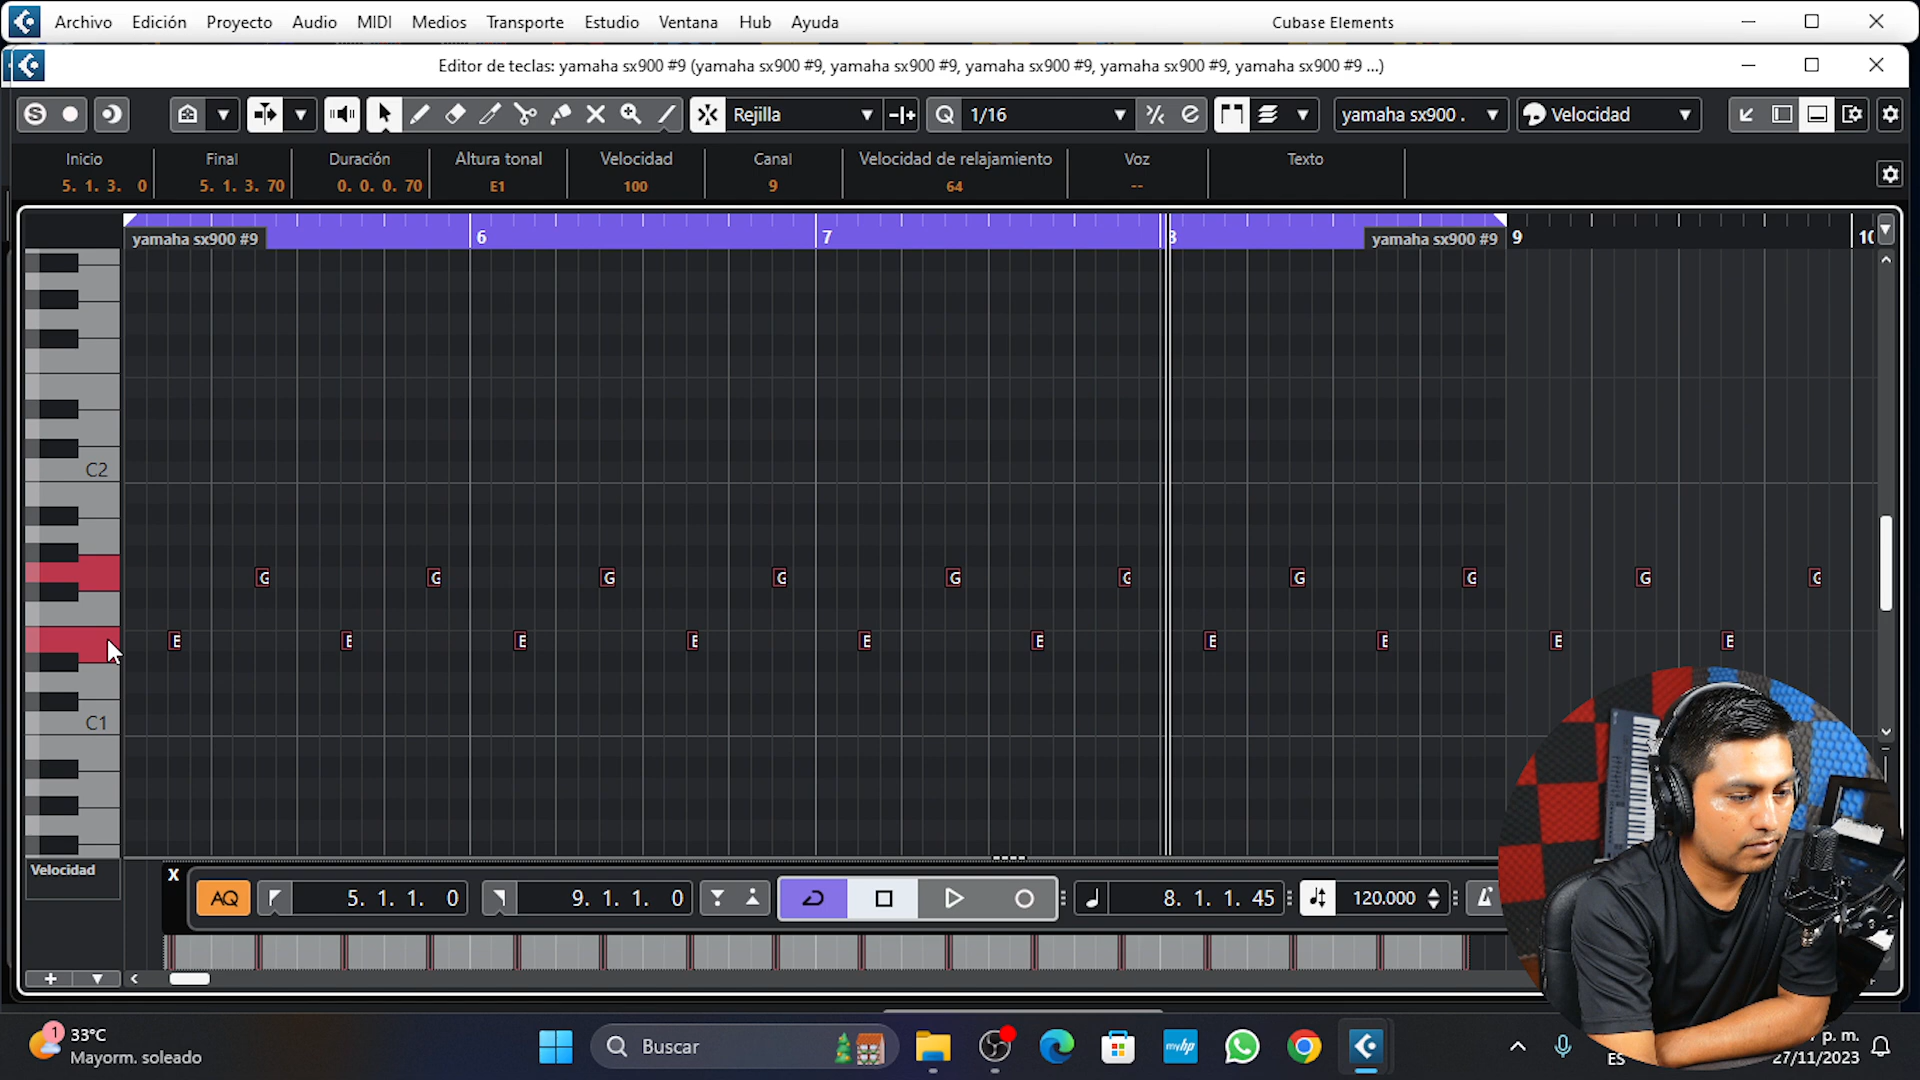 Archivo Edición Proyecto Audio MIDI Medios Transporte Estudio Ventana Hub Ayuda Cubase Elements
Editor de teclas: yamaha sx900 #9 (yamaha sx900 #9, yamaha sx900 #9, yamaha sx900 #9, yamaha sx900 #9, yamaha sx900 #9 ...)
S Rejilla Q 1/16 e yamaha sx900 . Velocidad
Inicio Final Duración Altura tonal Velocidad Canal Velocidad de relajamiento Voz Texto
5. 1. 3. 0 5. 1. 3. 70 0. 0. 0. 70 E1 100 9 64 --
6 7 8 9 10
yamaha sx900 #9 yamaha sx900 #9
C2
G G G G G G G G G G
E E E E E E E E E E
C1
Velocidad
X AQ 5. 1. 1. 0 9. 1. 1. 0 8. 1. 1. 45 120.000
1 33°C
Mayorm. soleado
Buscar
myhp
p. m.
ES 27/11/2023